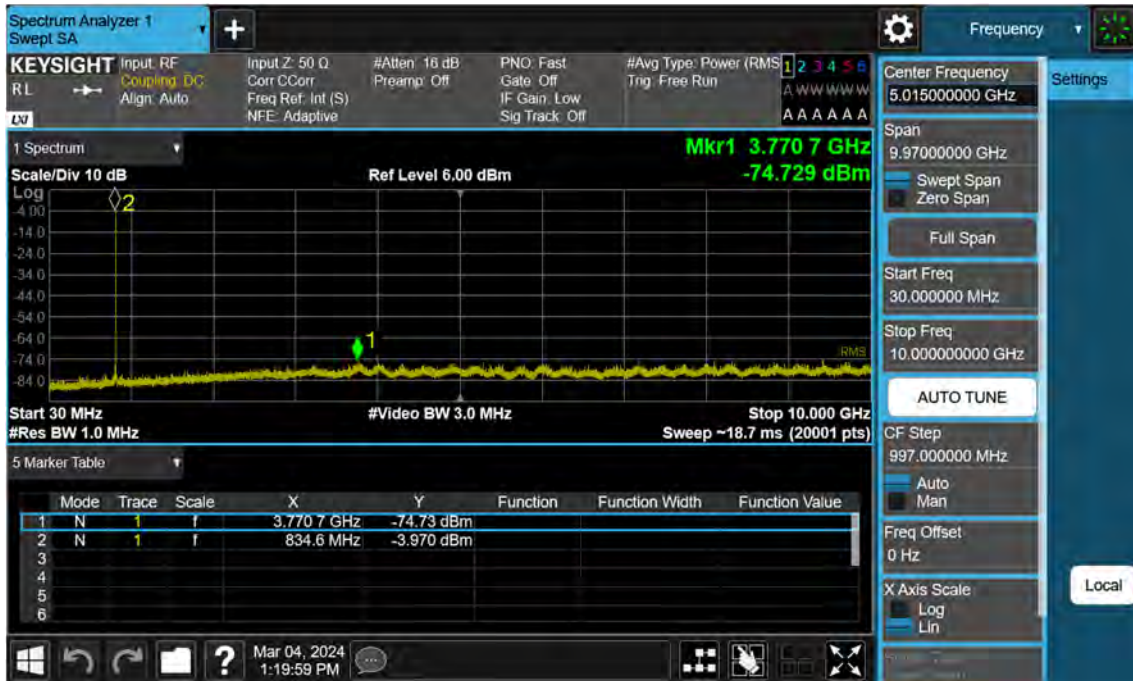 Spectrum Analyzer 1
Swept SA
Frequency
KEYSIGHT
RL
LXI
Input: RF
Coupling: DC
Align: Auto
Input Z: 50 Ω
Corr CCorr
Freq Ref: Int (S)
NFE: Adaptive
#Atten: 16 dB
Preamp: Off
PNO: Fast
Gate: Off
IF Gain: Low
Sig Track: Off
#Avg Type: Power (RMS
Trig: Free Run
1 2 3 4 5 6
A W W W W W
A A A A A A
1 Spectrum
Scale/Div 10 dB
Ref Level 6.00 dBm
Mkr1 3.770 7 GHz
-74.729 dBm
Log
-4.00
-14.0
-24.0
-34.0
-44.0
-54.0
-64.0
-74.0
-84.0
2
1
RMS
Start 30 MHz
#Video BW 3.0 MHz
Stop 10.000 GHz
#Res BW 1.0 MHz
Sweep ~18.7 ms (20001 pts)
5 Marker Table
Mode Trace Scale X Y Function Function Width Function Value
1 N 1 f 3.770 7 GHz -74.73 dBm
2 N 1 f 834.6 MHz -3.970 dBm
3
4
5
6
Mar 04, 2024
1:19:59 PM
?
Center Frequency
5.015000000 GHz
Span
9.97000000 GHz
Swept Span
Zero Span
Full Span
Start Freq
30.000000 MHz
Stop Freq
10.000000000 GHz
AUTO TUNE
CF Step
997.000000 MHz
Auto
Man
Freq Offset
0 Hz
X Axis Scale
Log
Lin
Settings
Local